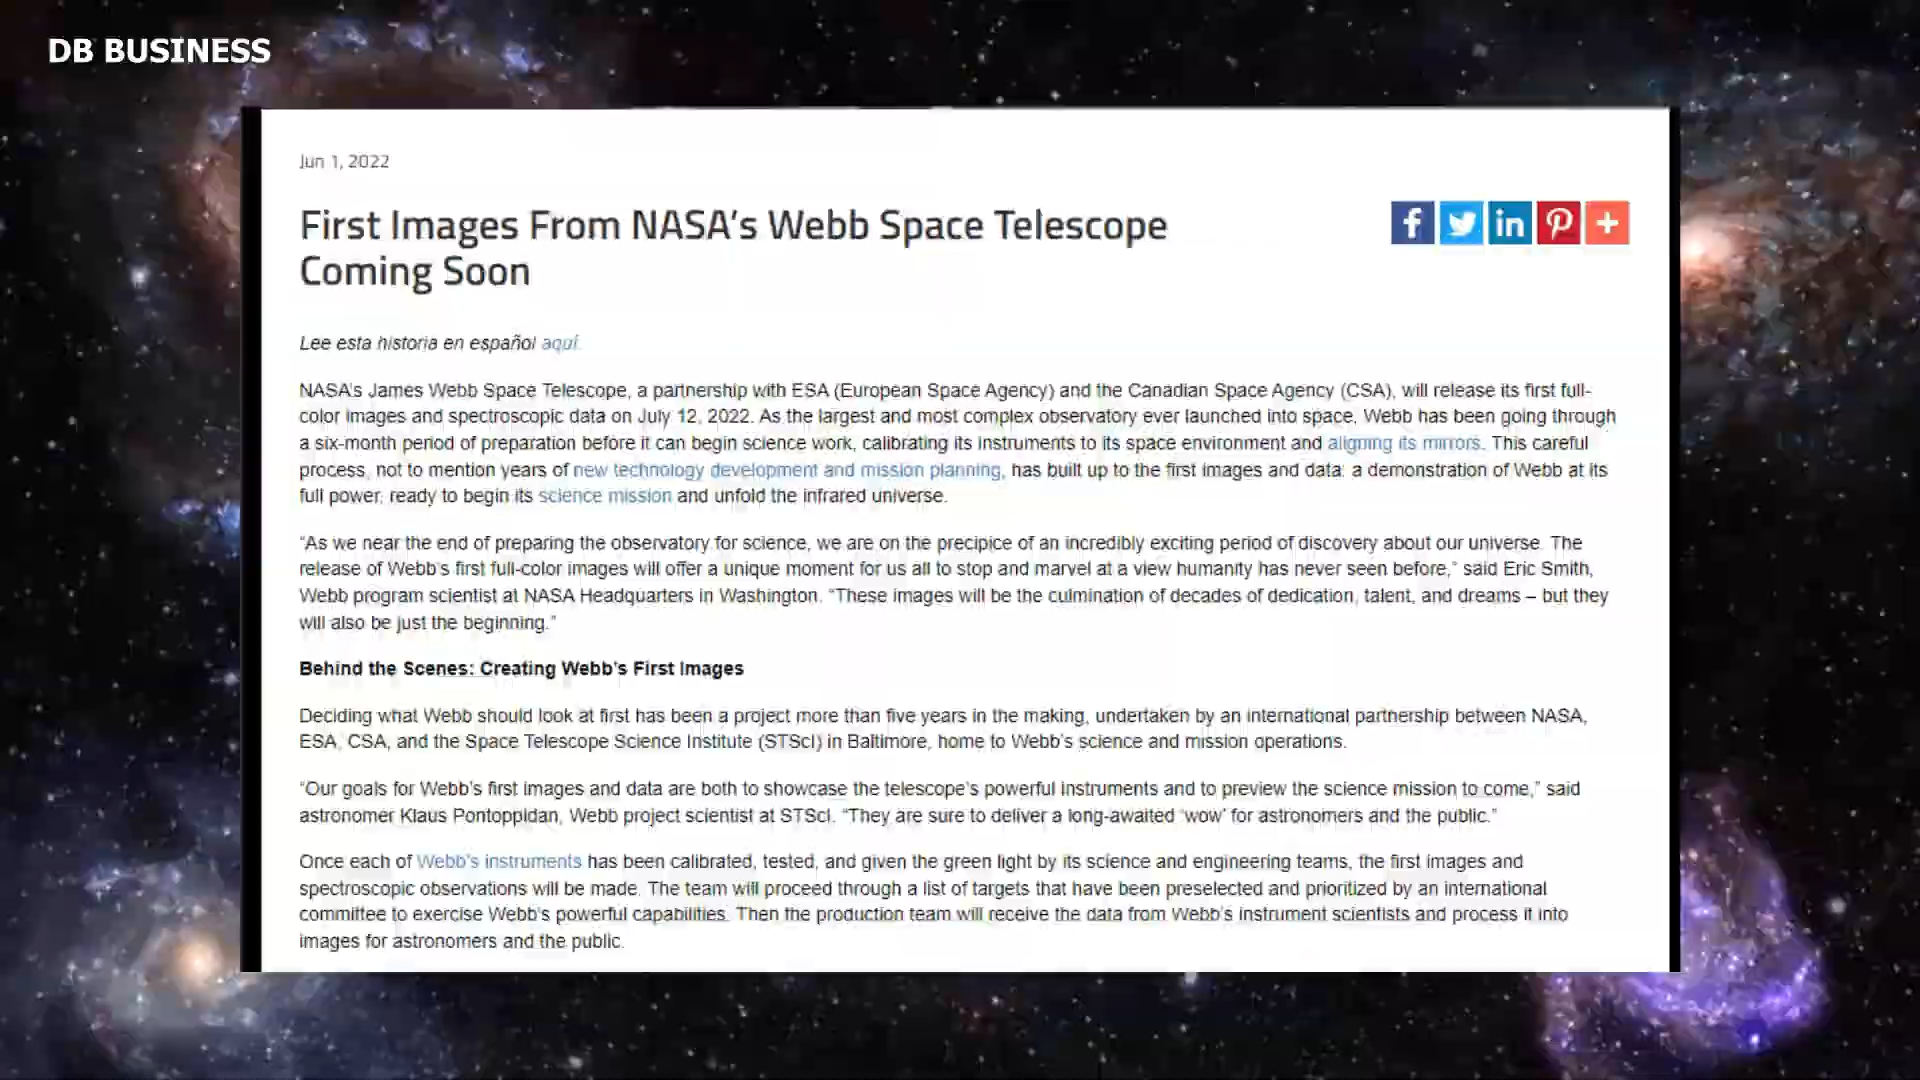 DB BUSINESS
Jun 1, 2022
First Images From NASA's Webb Space Telescope
Coming Soon
Lee esta historia en español aquí.
NASA's James Webb Space Telescope, a partnership with ESA (European Space Agency) and the Canadian Space Agency (CSA), will release its first full-
color images and spectroscopic data on July 12, 2022. As the largest and most complex observatory ever launched into space, Webb has been going through
a six-month period of preparation before it can begin science work, calibrating its instruments to its space environment and aligning its mirrors. This careful
process, not to mention years of new technology development and mission planning, has built up to the first images and data: a demonstration of Webb at its
full power, ready to begin its science mission and unfold the infrared universe.
“As we near the end of preparing the observatory for science, we are on the precipice of an incredibly exciting period of discovery about our universe. The
release of Webb's first full-color images will offer a unique moment for us all to stop and marvel at a view humanity has never seen before,” said Eric Smith,
Webb program scientist at NASA Headquarters in Washington. “These images will be the culmination of decades of dedication, talent, and dreams – but they
will also be just the beginning.”
Behind the Scenes: Creating Webb's First Images
Deciding what Webb should look at first has been a project more than five years in the making, undertaken by an international partnership between NASA,
ESA, CSA, and the Space Telescope Science Institute (STScI) in Baltimore, home to Webb's science and mission operations.
“Our goals for Webb's first images and data are both to showcase the telescope's powerful instruments and to preview the science mission to come,” said
astronomer Klaus Pontoppidan, Webb project scientist at STScI. “They are sure to deliver a long-awaited ‘wow’ for astronomers and the public.”
Once each of Webb's instruments has been calibrated, tested, and given the green light by its science and engineering teams, the first images and
spectroscopic observations will be made. The team will proceed through a list of targets that have been preselected and prioritized by an international
committee to exercise Webb's powerful capabilities. Then the production team will receive the data from Webb's instrument scientists and process it into
images for astronomers and the public.